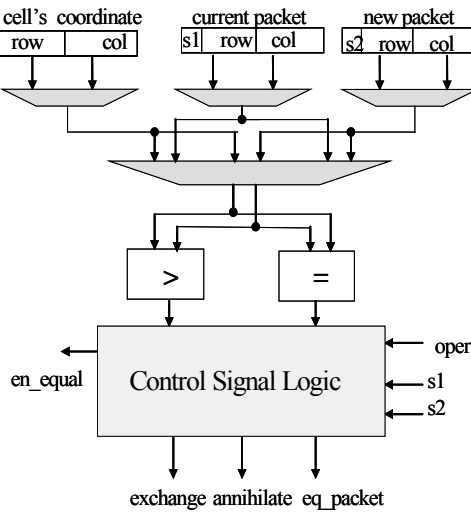 cell's coordinate current packet new packet
row col s1 row col s2 row col
> =
Control Signal Logic
oper
en_equal
s1
s2
exchange annihilate eq_packet